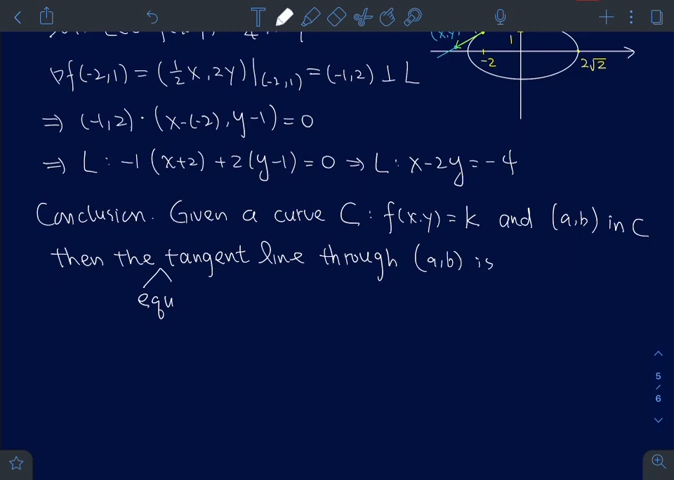 (x,y)
1
-2
2√2
∇f(-2,1) = (½x, 2y)|(-2,1) = (-1,2) ⊥ L
⇒ (-1,2)·(x-(-2), y-1) = 0
⇒ L: -1(x+2) + 2(y-1) = 0 ⇒ L: x-2y = -4
Conclusion. Given a curve C: f(x,y) = k and (a,b) in C
then the tangent line through (a,b) is
equ
5
/
6